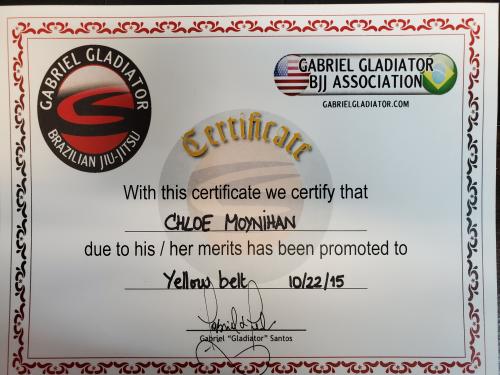 GABRIEL GLADIATOR
BRAZILIAN JIU-JITSU
GABRIEL GLADIATOR
BJJ ASSOCIATION
GABRIELGLADIATOR.COM
Certificate
With this certificate we certify that
CHLOE MOYNIHAN
due to his / her merits has been promoted to
Yellow belt 10/22/15
Gabriel "Gladiator" Santos